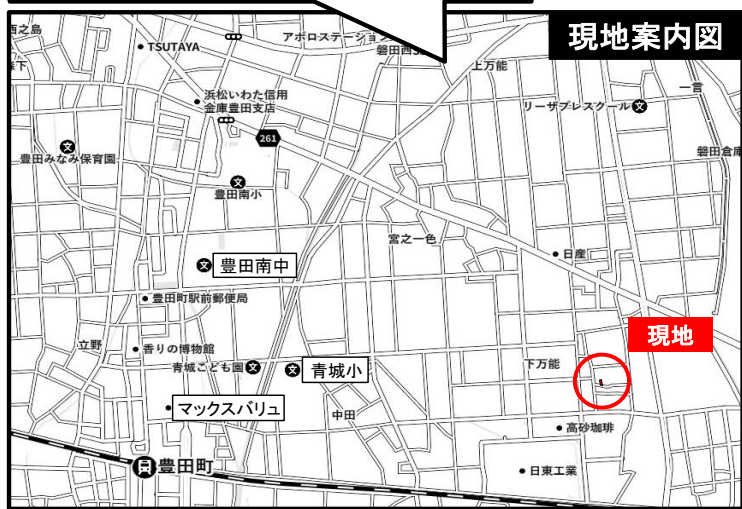 現地案内図
西之島
TSUTAYA
アポロステーション
磐田西S
森下
上万能
浜松いわた信用
金庫豊田支店
リーザプレスクール
一言
261
豊田みなみ保育園
磐田倉庫
豊田南小
宮之一色
日産
豊田南中
豊田町駅前郵便局
現地
立野
香りの博物館
青城こども園
青城小
下万能
マックスバリュ
中田
高砂珈琲
豊田町
日東工業